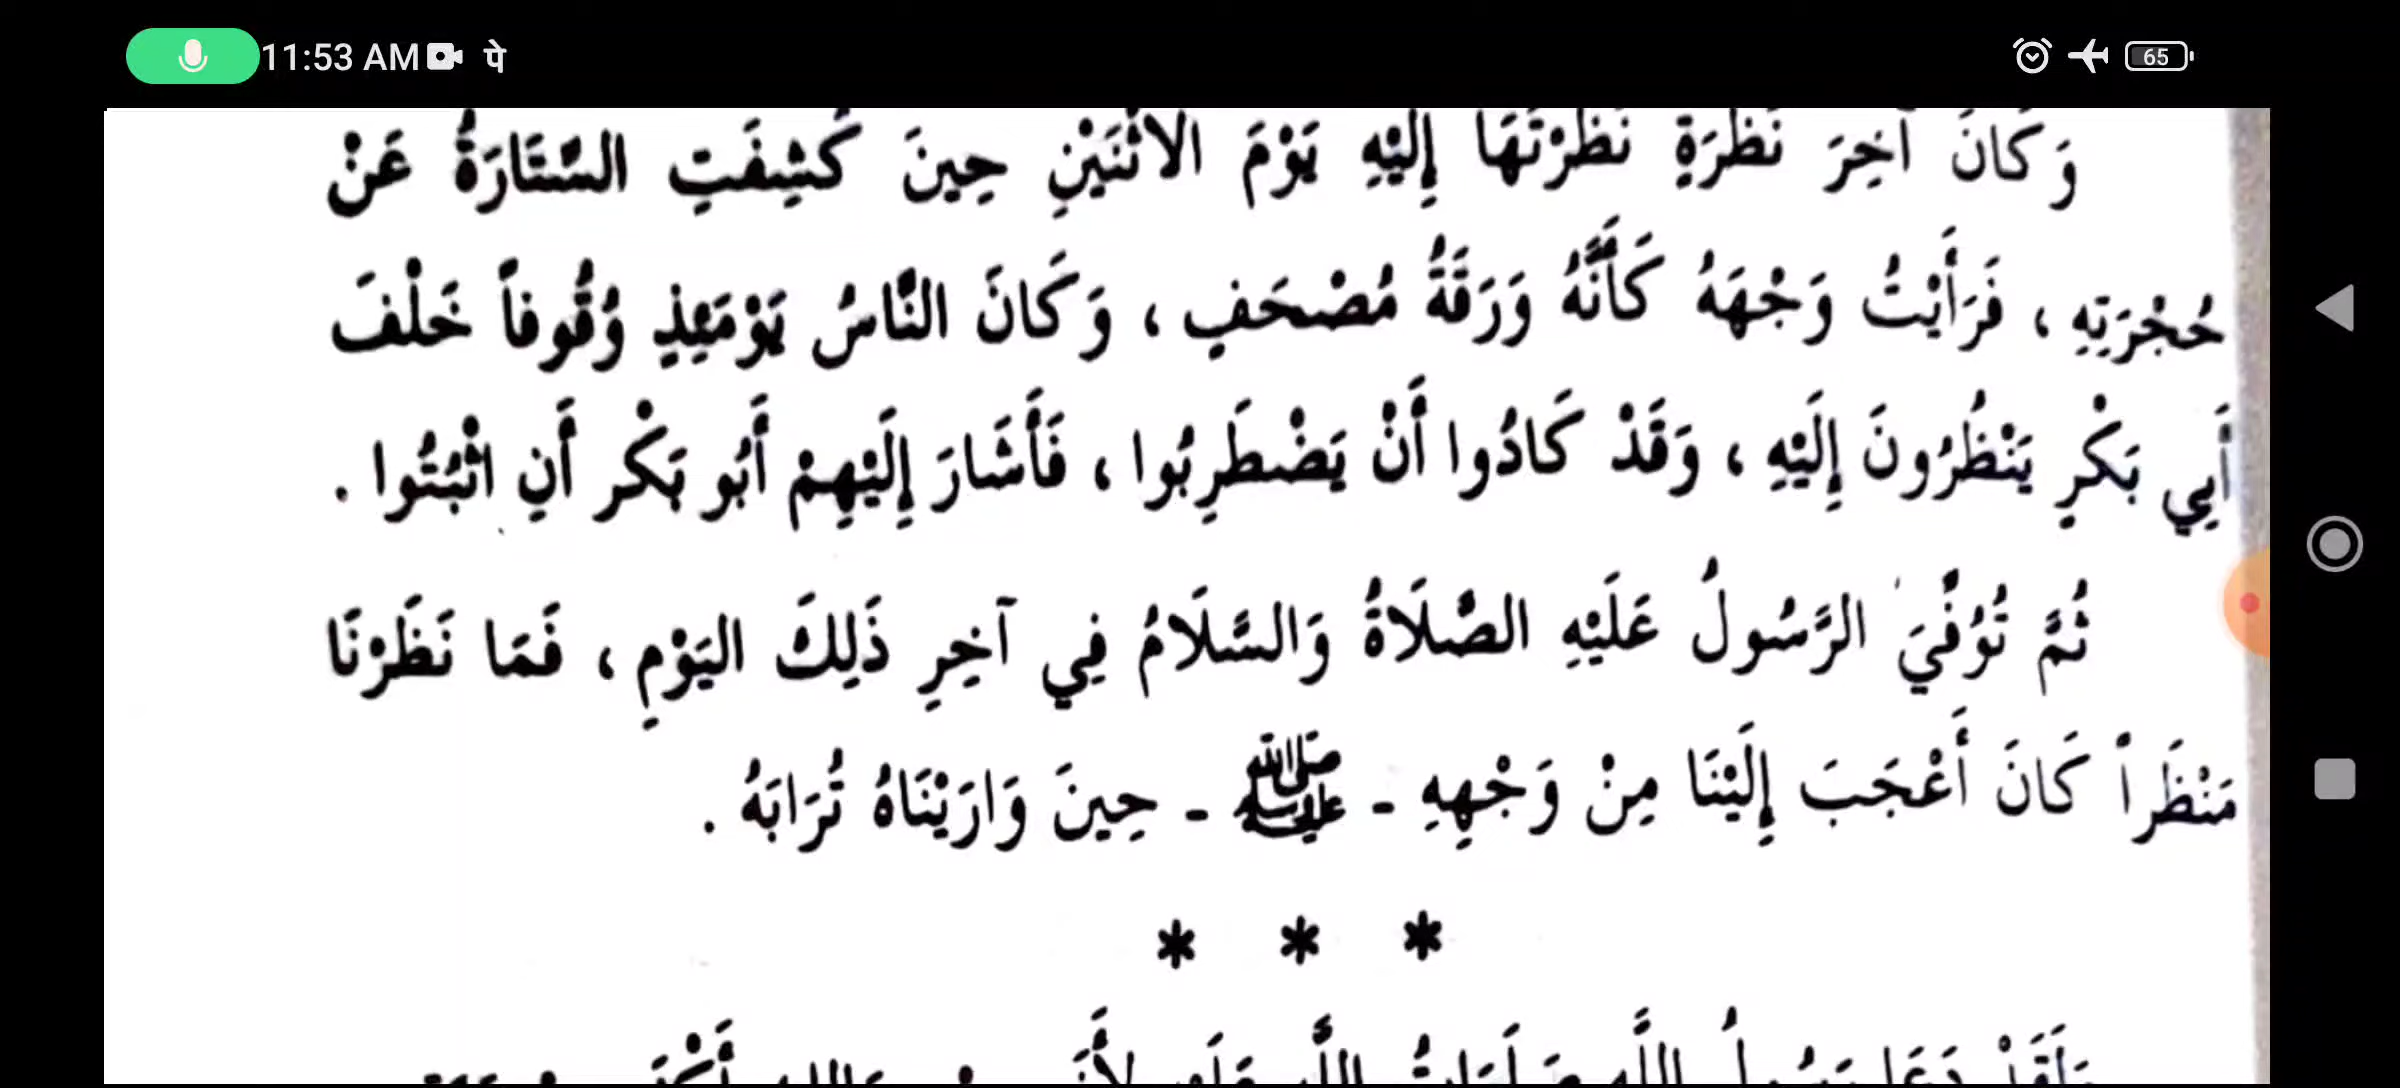 11:53 AM पे 65
وَكَانَ آخِرَ نَظْرَةٍ نَظَرْتُهَا إِلَيْهِ يَوْمَ الاثْنَيْنِ حِينَ كُشِفَتِ السِّتَارَةُ عَنْ
حُجْرَتِهِ ، فَرَأَيْتُ وَجْهَهُ كَأَنَّهُ وَرَقَةُ مُصْحَفٍ ، وَكَانَ النَّاسُ يَوْمَئِذٍ وُقُوفاً خَلْفَ
أَبِي بَكْرٍ يَنْظُرُونَ إِلَيْهِ ، وَقَدْ كَادُوا أَنْ يَضْطَرِبُوا ، فَأَشَارَ إِلَيْهِمْ أَبُو بَكْر أَنِ اثْبُتُوا .
ثُمَّ تُوُفِّيَ الرَّسُولُ عَلَيْهِ الصَّلَاةُ وَالسَّلَامُ فِي آخِرِ ذَلِكَ اليَوْمِ ، فَمَا نَظَرْنَا
مَنْظَراً كَانَ أَعْجَبَ إِلَيْنَا مِنْ وَجْهِهِ - ﷺ - حِينَ وَارَيْنَاهُ تُرَابَهُ .
* * *